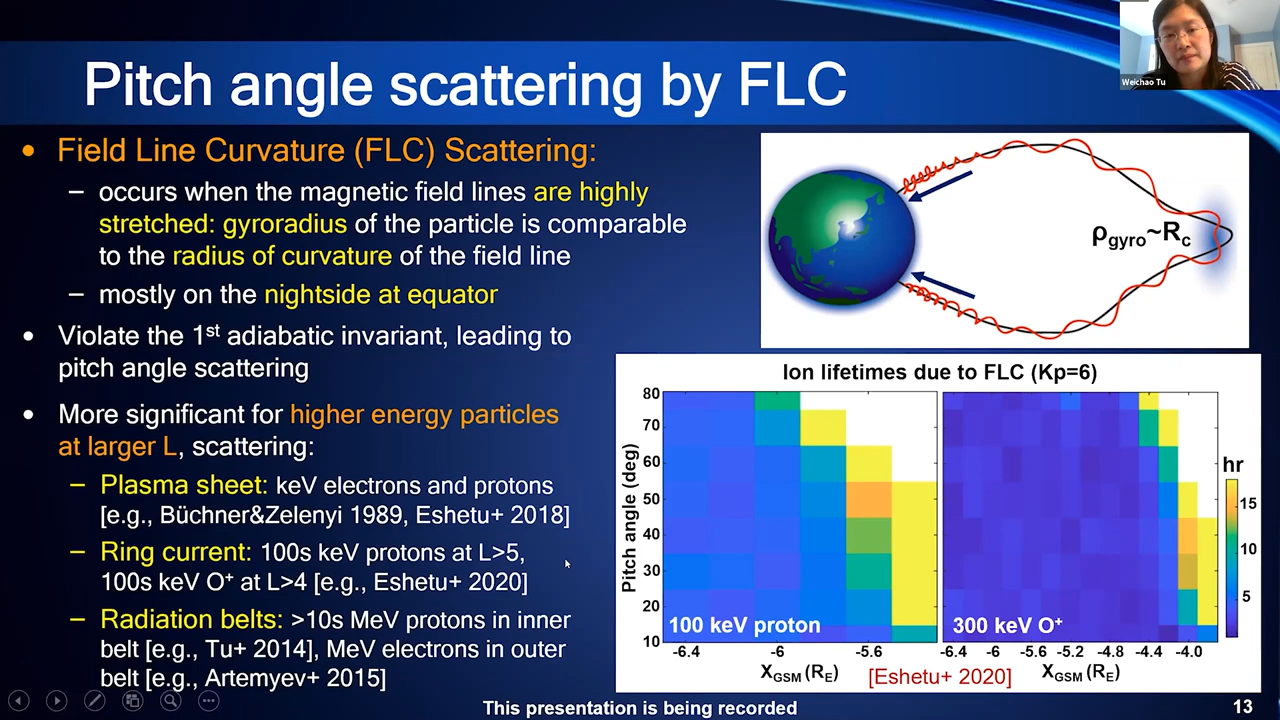 Pitch angle scattering by FLC
Weichao Tu
• Field Line Curvature (FLC) Scattering:
– occurs when the magnetic field lines are highly
stretched: gyroradius of the particle is comparable
to the radius of curvature of the field line
– mostly on the nightside at equator
• Violate the 1st adiabatic invariant, leading to
pitch angle scattering
• More significant for higher energy particles
at larger L, scattering:
– Plasma sheet: keV electrons and protons
[e.g., Büchner&Zelenyi 1989, Eshetu+ 2018]
– Ring current: 100s keV protons at L>5,
100s keV O+ at L>4 [e.g., Eshetu+ 2020]
– Radiation belts: >10s MeV protons in inner
belt [e.g., Tu+ 2014], MeV electrons in outer
belt [e.g., Artemyev+ 2015]
ρgyro~Rc
Ion lifetimes due to FLC (Kp=6)
Pitch angle (deg)
80
70
60
50
40
30
20
10
100 keV proton
300 keV O+
hr
15
10
5
-6.4 -6 -5.6
-6.4 -6 -5.6 -5.2 -4.8 -4.4 -4.0
XGSM (RE)
XGSM (RE)
[Eshetu+ 2020]
This presentation is being recorded
13